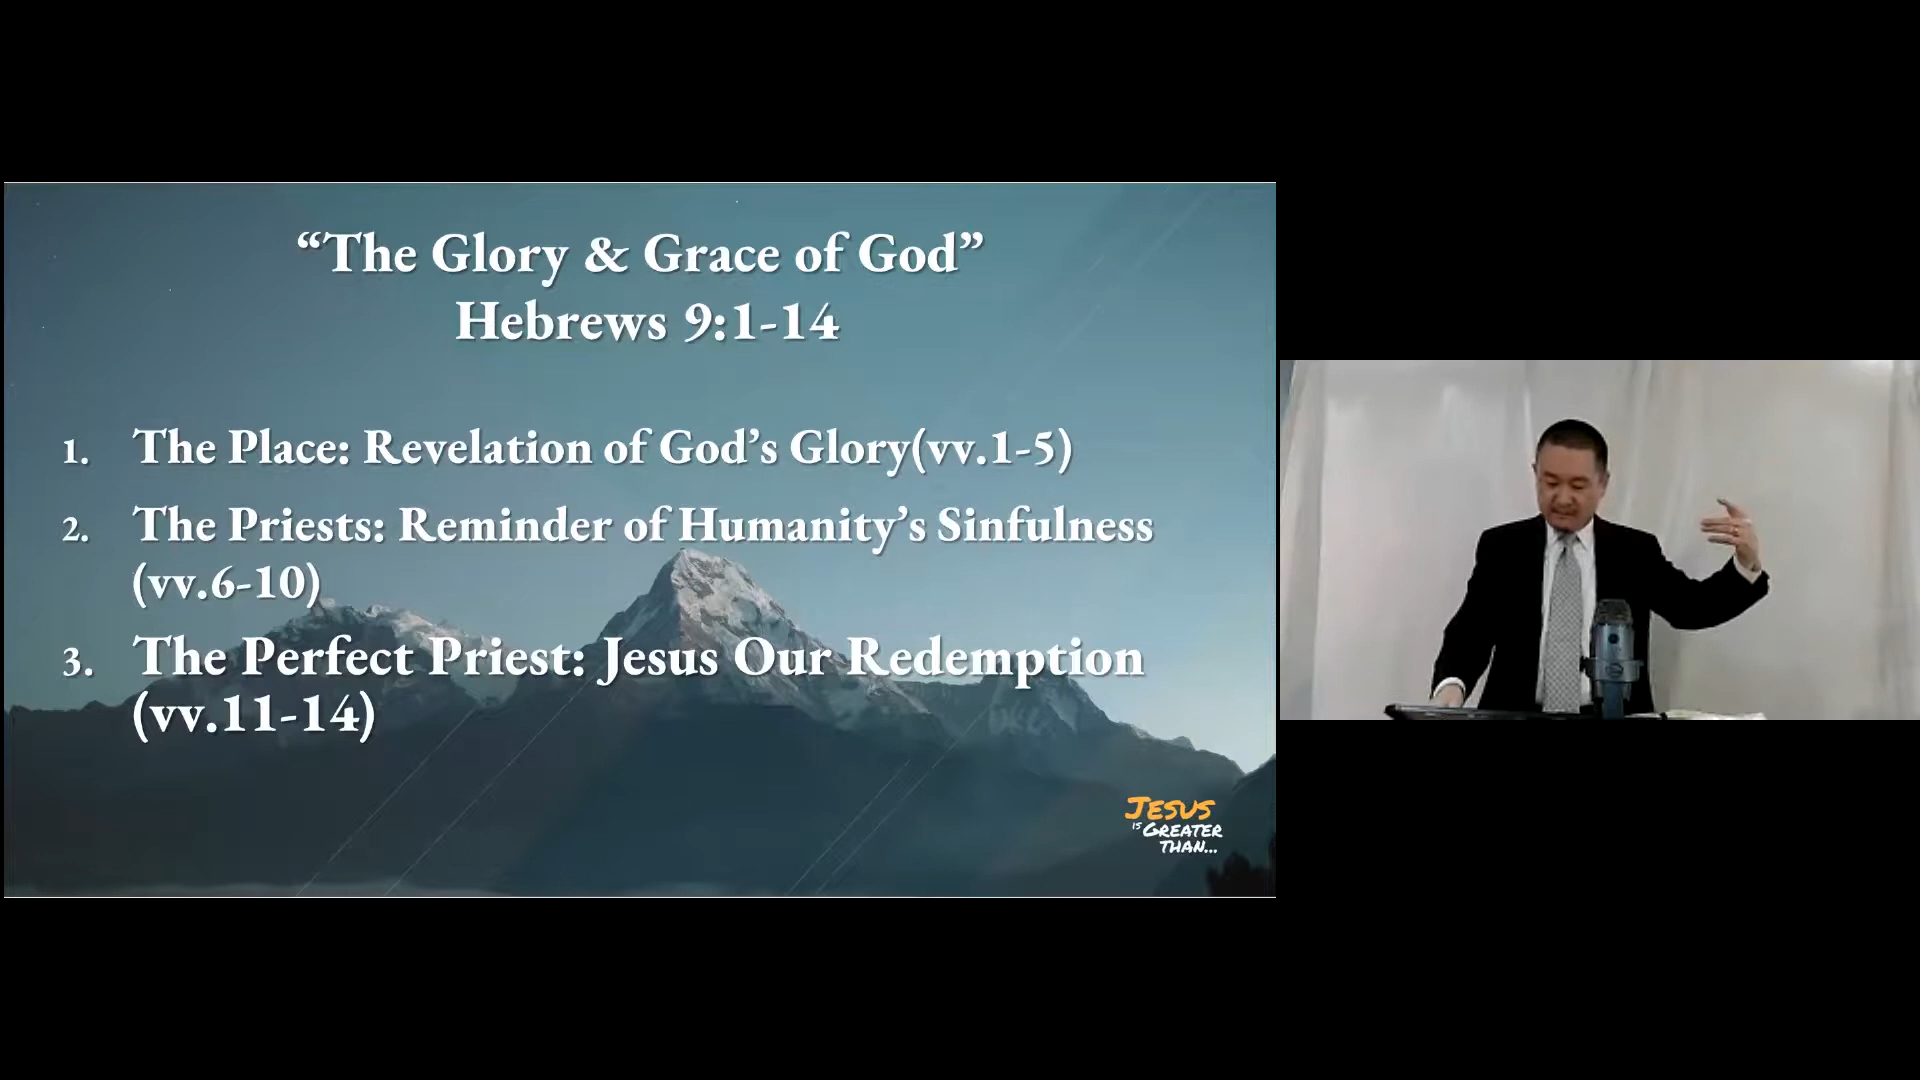 “The Glory & Grace of God”
Hebrews 9:1-14
1. The Place: Revelation of God’s Glory(vv.1-5)
2. The Priests: Reminder of Humanity’s Sinfulness
(vv.6-10)
3. The Perfect Priest: Jesus Our Redemption
(vv.11-14)
JESUS
IS GREATER
THAN...